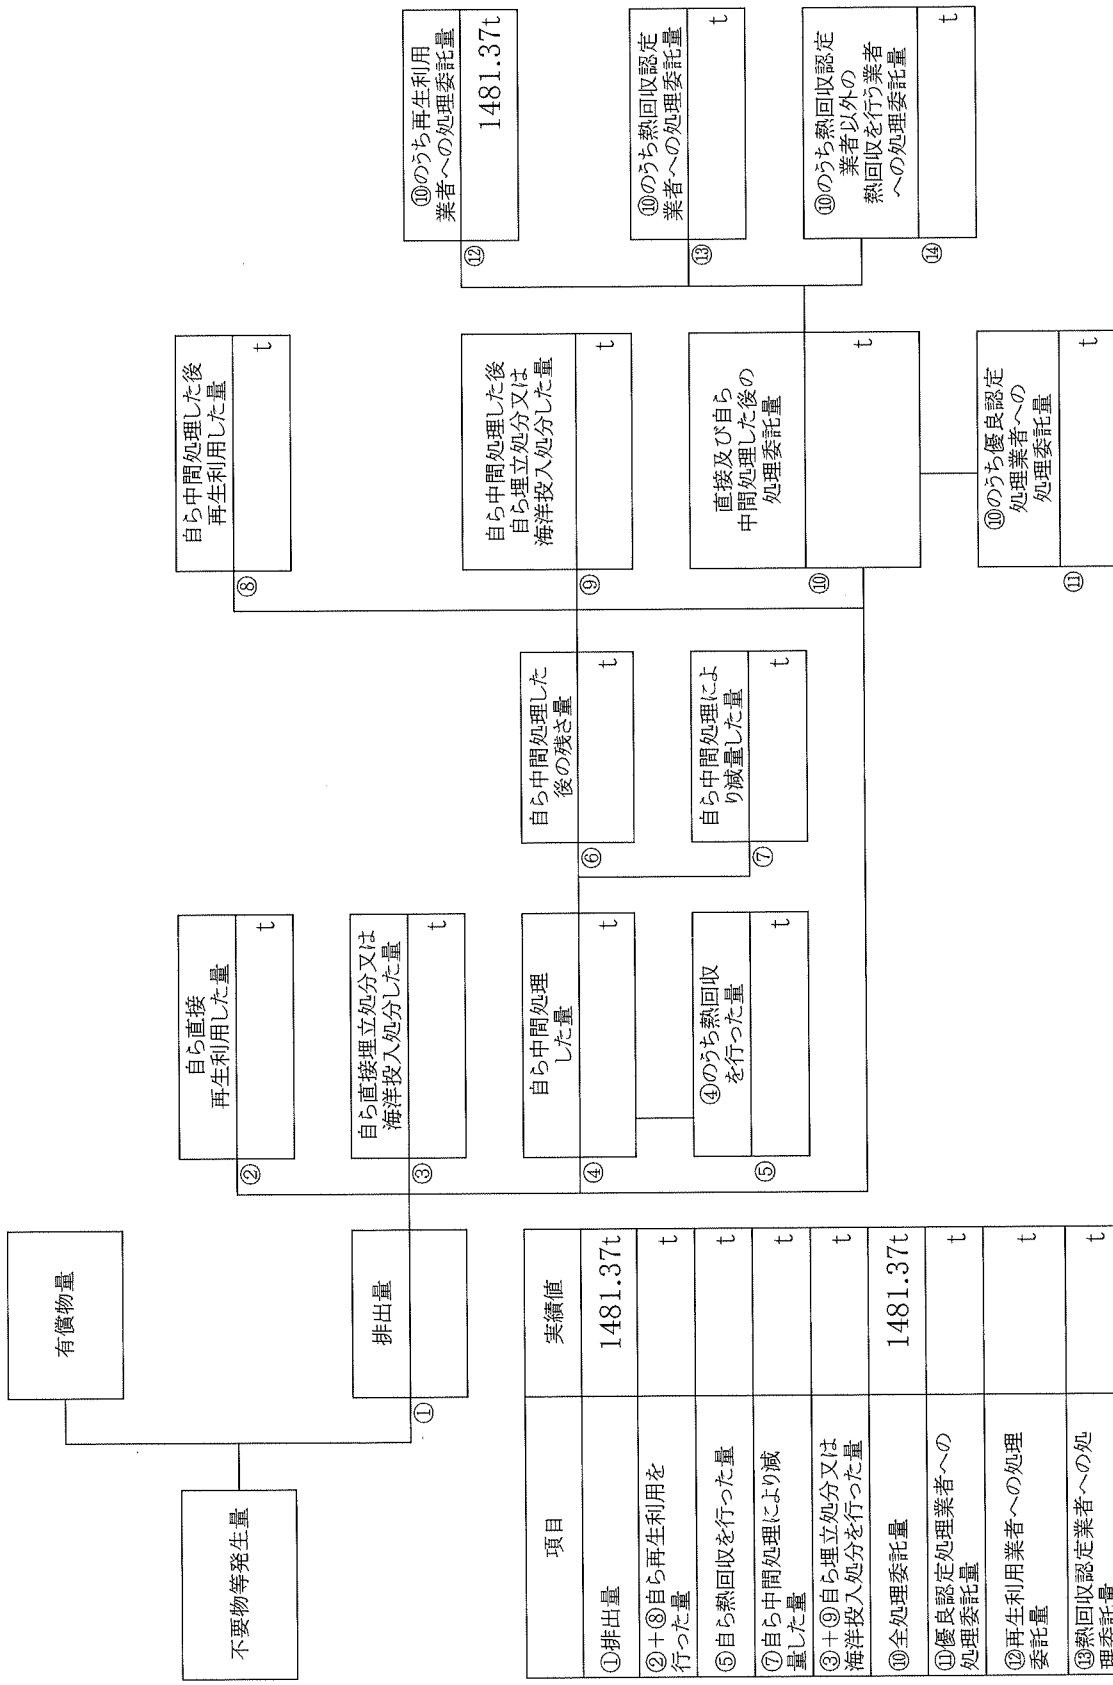 有償物量
不要物等発生量
排出量
①
自ら直接
再生利用した量
②
t
自ら直接埋立処分又は
海洋投入処分した量
③
t
自ら中間処理
した量
④
t
④のうち熱回収
を行った量
⑤
t
自ら中間処理した
後の残さ量
⑥
t
自ら中間処理によ
り減量した量
⑦
t
自ら中間処理した後
再生利用した量
⑧
t
自ら中間処理した後
自ら埋立処分又は
海洋投入処分した量
⑨
t
直接及び自ら
中間処理した後の
処理委託量
⑩
t
⑩のうち優良認定
処理業者への
処理委託量
⑪
t
⑩のうち再生利用
業者への処理委託量
⑫
1481.37t
⑩のうち熱回収認定
業者への処理委託量
⑬
t
⑩のうち熱回収認定
業者以外の
熱回収を行う業者
への処理委託量
⑭
t
項目 実績値
①排出量 1481.37t
②+⑧自ら再生利用を
行った量 t
⑤自ら熱回収を行った量 t
⑦自ら中間処理により減
量した量 t
③+⑨自ら埋立処分又は
海洋投入処分を行った量 t
⑩全処理委託量 1481.37t
⑪優良認定処理業者への
処理委託量 t
⑫再生利用業者への処理
委託量 t
⑬熱回収認定業者への処
理委託量 t